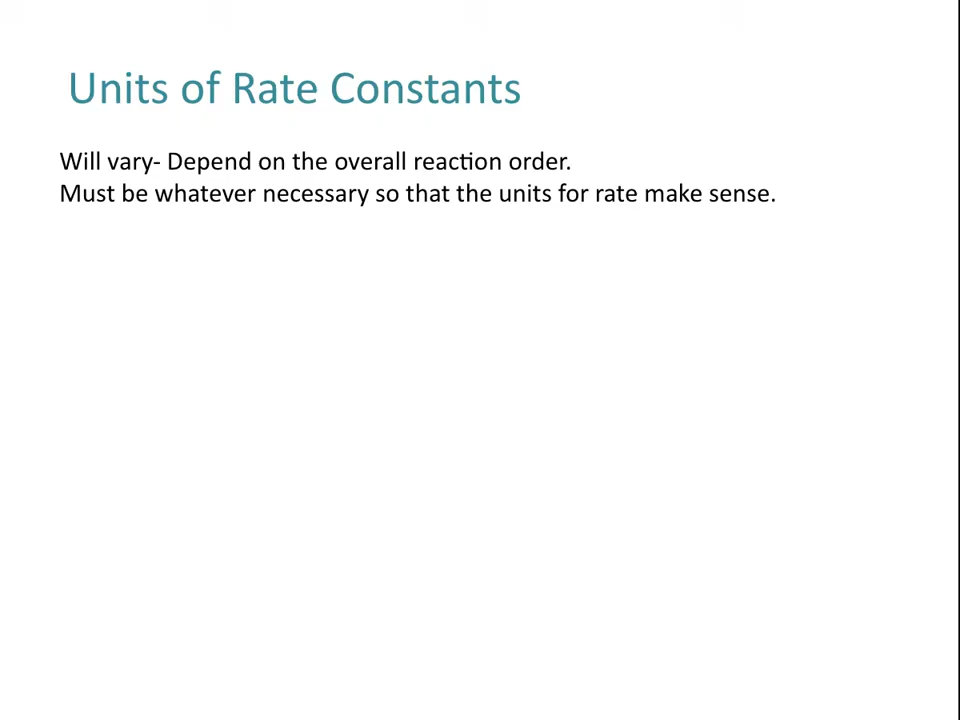 Units of Rate Constants
Will vary- Depend on the overall reaction order.
Must be whatever necessary so that the units for rate make sense.